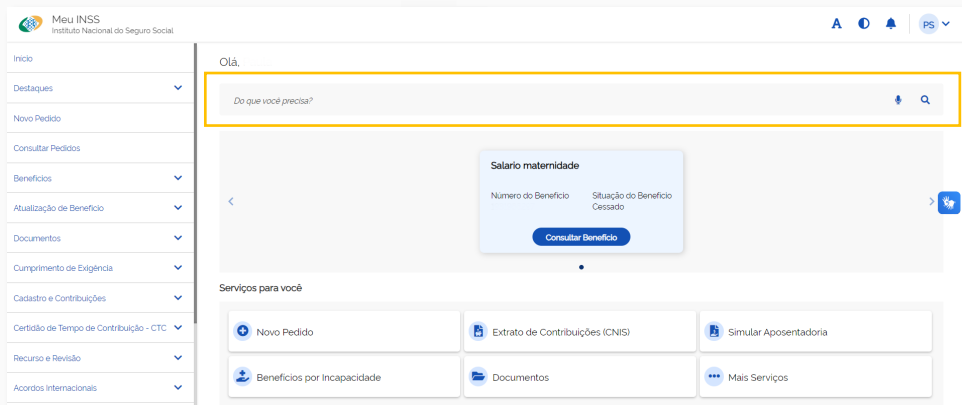 Meu INSS
Instituto Nacional do Seguro Social
A
PS
Início
Destaques
Novo Pedido
Consultar Pedidos
Benefícios
Atualização de Benefício
Documentos
Cumprimento de Exigência
Cadastro e Contribuições
Certidão de Tempo de Contribuição - CTC
Recurso e Revisão
Acordos Internacionais
Olá,
Do que você precisa?
Salario maternidade
Número do Benefício
Situação do Benefício
Cessado
Consultar Benefício
Serviços para você
Novo Pedido
Extrato de Contribuições (CNIS)
Simular Aposentadoria
Benefícios por Incapacidade
Documentos
Mais Serviços